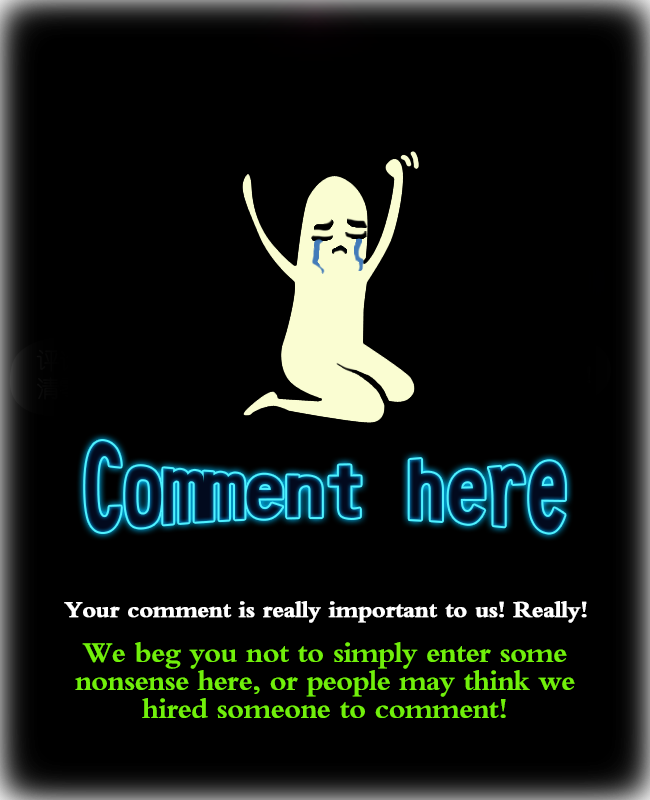 Comment here
Your comment is really important to us! Really!
We beg you not to simply enter some
nonsense here, or people may think we
hired someone to comment!